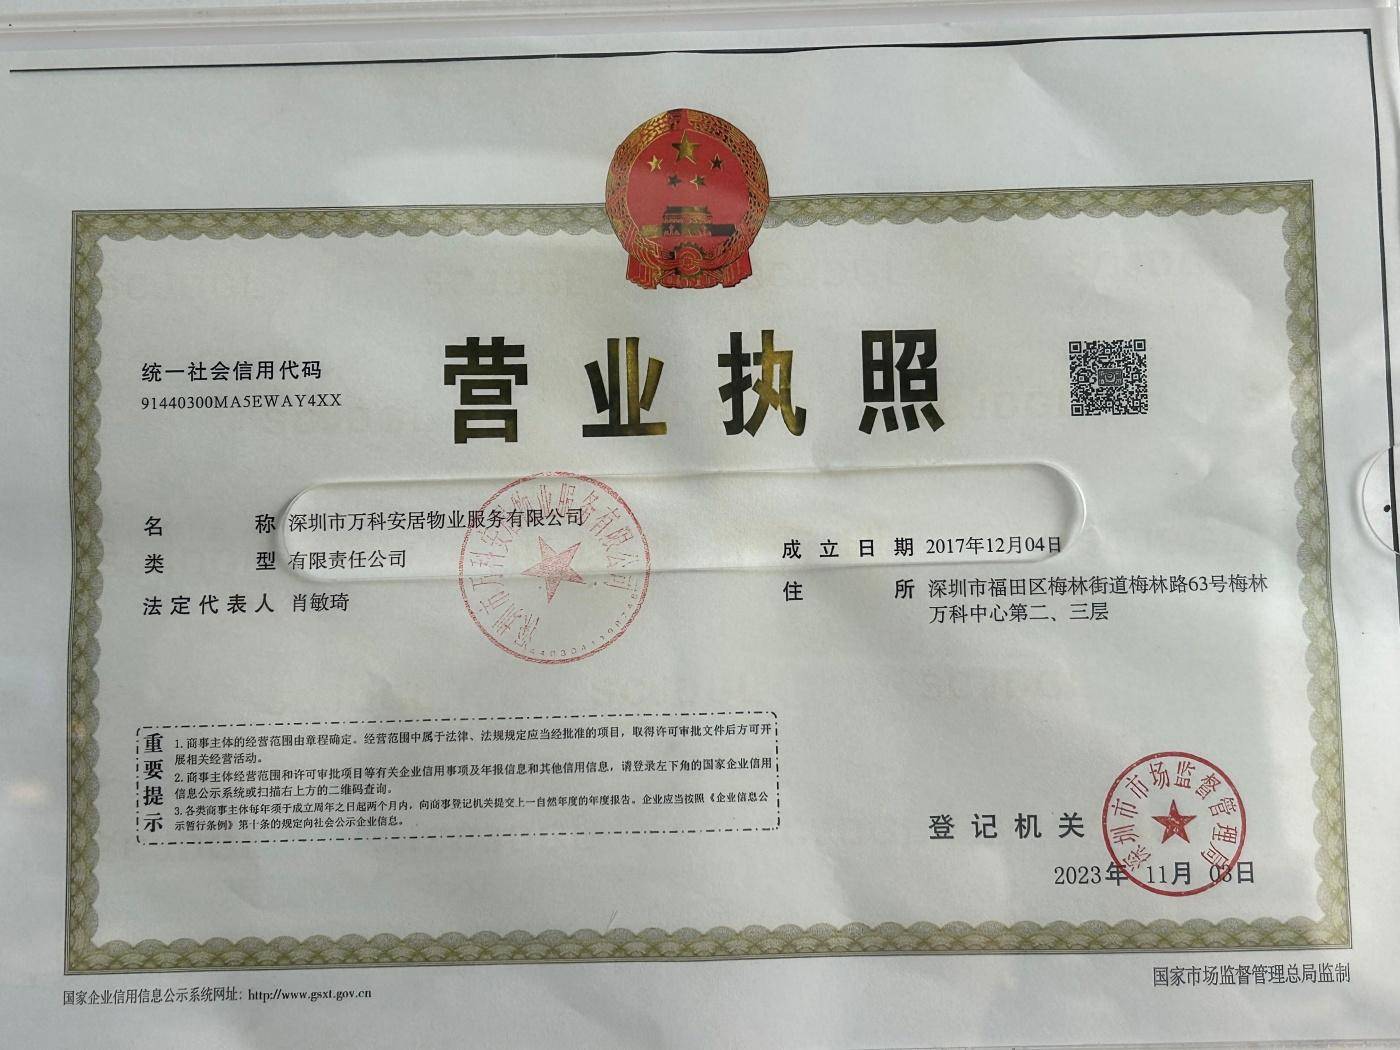 营业执照
统一社会信用代码
91440300MA5EWAY4XX
名称 深圳市万科安居物业服务有限公司
类型 有限责任公司
法定代表人 肖敏琦
成立日期 2017年12月04日
住所 深圳市福田区梅林街道梅林路63号梅林
万科中心第二、三层
深圳市万科安居物业服务有限公司
重要提示
1.商事主体的经营范围由章程确定。经营范围中属于法律、法规规定应当经批准的项目，取得许可审批文件后方可开
展相关经营活动。
2.商事主体经营范围和许可审批项目等有关企业信用事项及年报信息和其他信用信息，请登录左下角的国家企业信用
信息公示系统或扫描右上方的二维码查询。
3.各类商事主体每年须于成立周年之日起两个月内，向商事登记机关提交上一自然年度的年度报告。企业应当按照《企业信息公
示暂行条例》第十条的规定向社会公示企业信息。
登记机关
深圳市市场监督管理局
2023年11月03日
国家企业信用信息公示系统网址：http://www.gsxt.gov.cn
国家市场监督管理总局监制